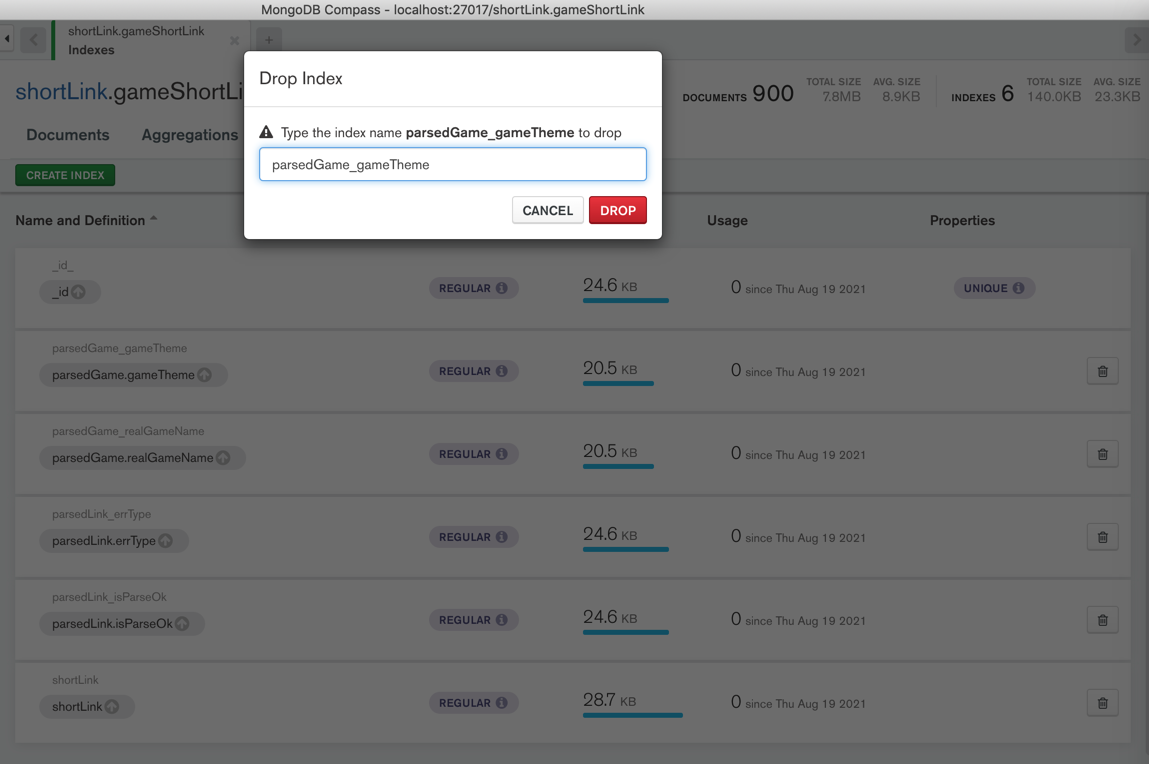 MongoDB Compass - localhost:27017/shortLink.gameShortLink
shortLink.gameShortLink
Indexes
shortLink.gameShortLi
DOCUMENTS 900
TOTAL SIZE
7.8MB
AVG. SIZE
8.9KB
INDEXES 6
TOTAL SIZE
140.0KB
AVG. SIZE
23.3KB
Documents
Aggregations
Drop Index
Type the index name parsedGame_gameTheme to drop
parsedGame_gameTheme
CANCEL
DROP
CREATE INDEX
Name and Definition
Usage
Properties
_id_
_id
REGULAR
24.6 KB
0 since Thu Aug 19 2021
UNIQUE
parsedGame_gameTheme
parsedGame.gameTheme
REGULAR
20.5 KB
0 since Thu Aug 19 2021
parsedGame_realGameName
parsedGame.realGameName
REGULAR
20.5 KB
0 since Thu Aug 19 2021
parsedLink_errType
parsedLink.errType
REGULAR
24.6 KB
0 since Thu Aug 19 2021
parsedLink_isParseOk
parsedLink.isParseOk
REGULAR
24.6 KB
0 since Thu Aug 19 2021
shortLink
shortLink
REGULAR
28.7 KB
0 since Thu Aug 19 2021